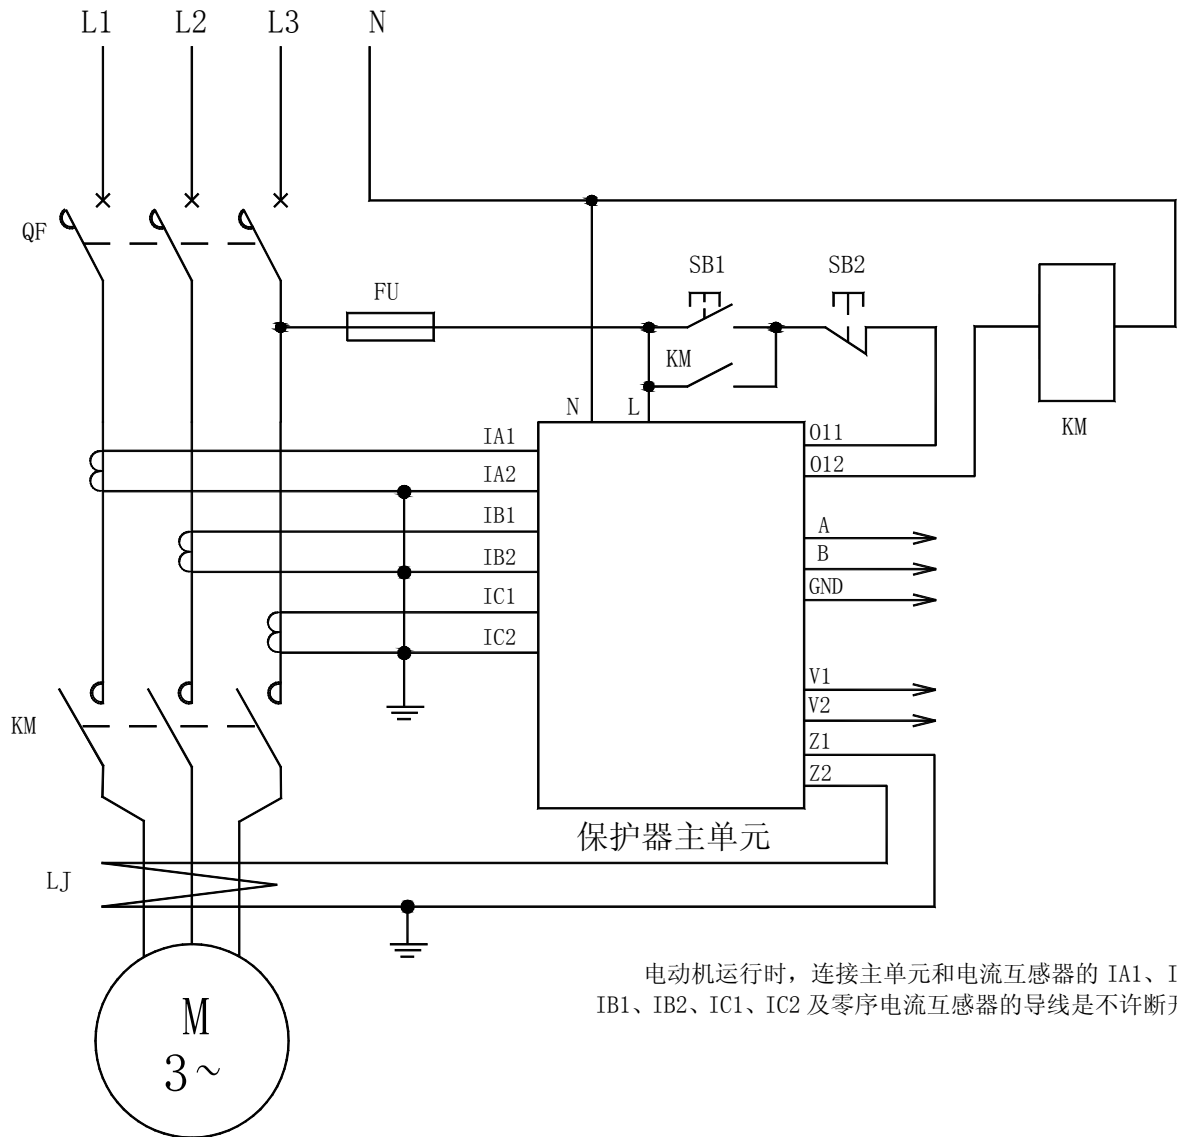 L1 L2 L3 N
QF
SB1 SB2
FU
KM
N L
KM
IA1
O11
IA2
O12
IB1
A
IB2
B
IC1
GND
IC2
V1
KM
V2
Z1
Z2
保护器主单元
LJ
电动机运行时，连接主单元和电流互感器的 IA1、
IB1、IB2、IC1、IC2 及零序电流互感器的导线是不许断
M
3~